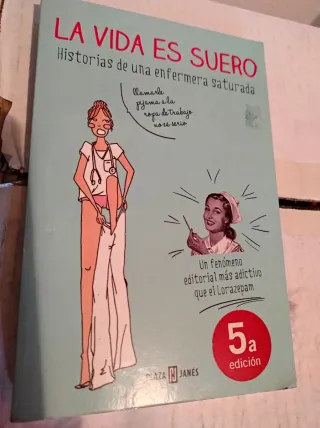 LA VIDA ES SUERO
Historias de una enfermera saturada
llamarle
pijama a la
ropa de trabajo
no es serio
Un fenómeno
editorial más adictivo
que el Lorazepam
5a
edición
PLAZA JANÉS